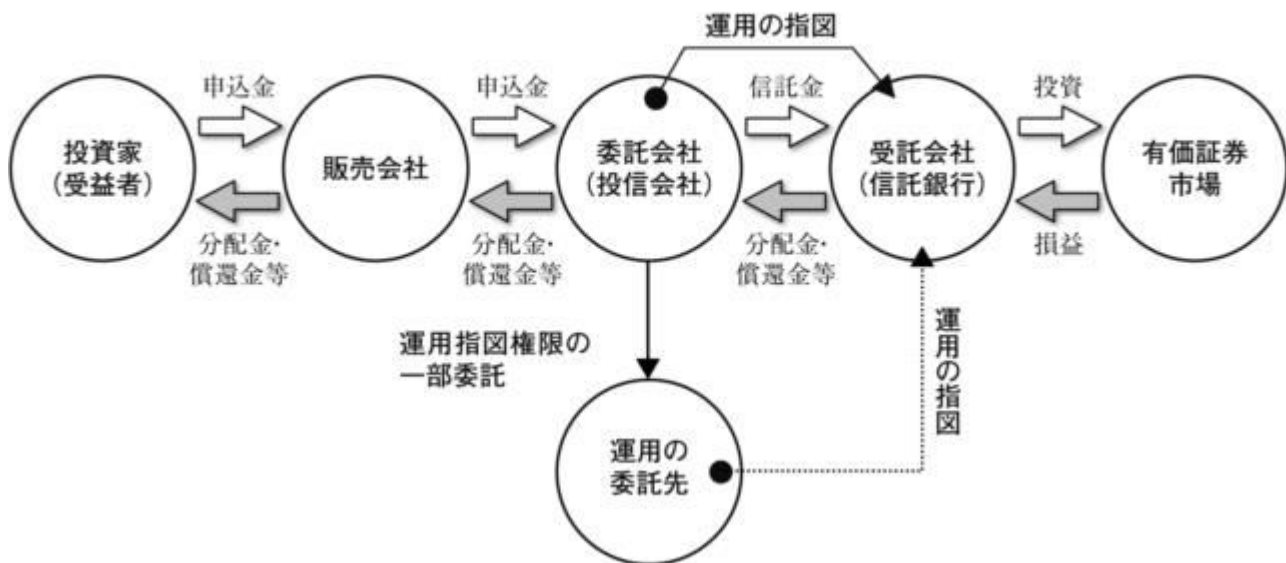 運用の指図
申込金
申込金
信託金
投資
投資家
(受益者)
販売会社
委託会社
(投信会社)
受託会社
(信託銀行)
有価証券
市場
分配金・
償還金等
分配金・
償還金等
分配金・
償還金等
損益
運用指図権限の
一部委託
運用の指図
運用の
委託先